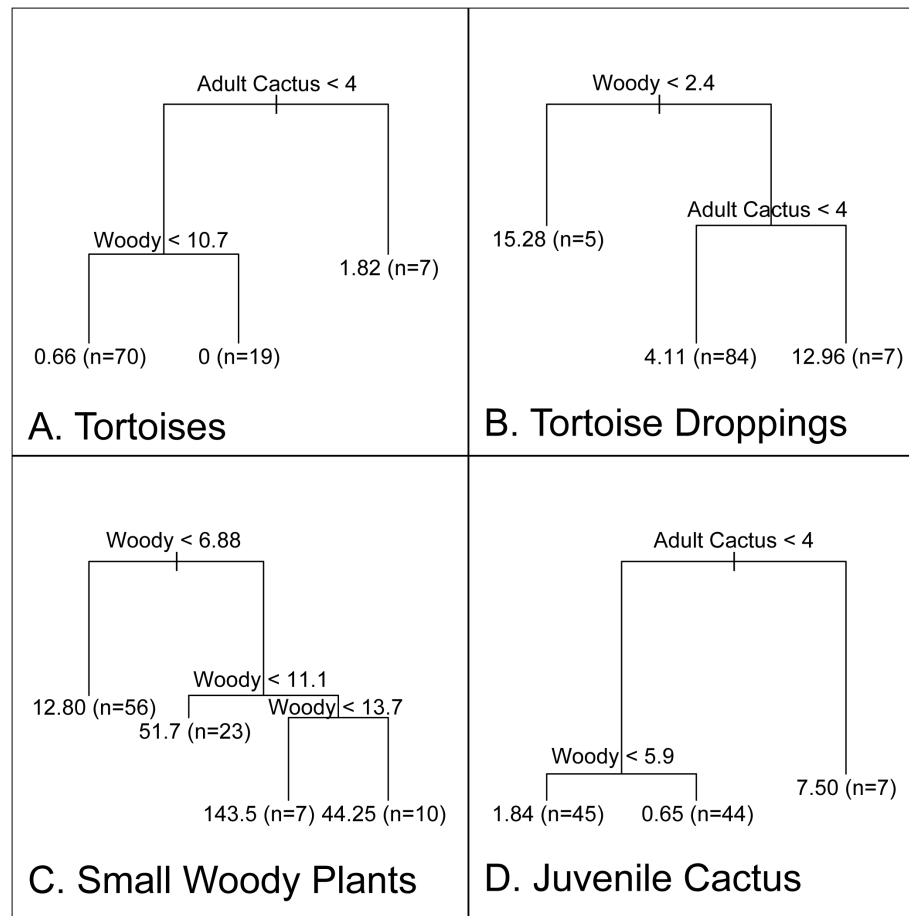 Adult Cactus < 4
Woody < 10.7
1.82 (n=7)
0.66 (n=70)
0 (n=19)
A. Tortoises
Woody < 2.4
15.28 (n=5)
Adult Cactus < 4
4.11 (n=84)
12.96 (n=7)
B. Tortoise Droppings
Woody < 6.88
12.80 (n=56)
Woody < 11.1
51.7 (n=23)
Woody < 13.7
143.5 (n=7)
44.25 (n=10)
C. Small Woody Plants
Adult Cactus < 4
Woody < 5.9
7.50 (n=7)
1.84 (n=45)
0.65 (n=44)
D. Juvenile Cactus